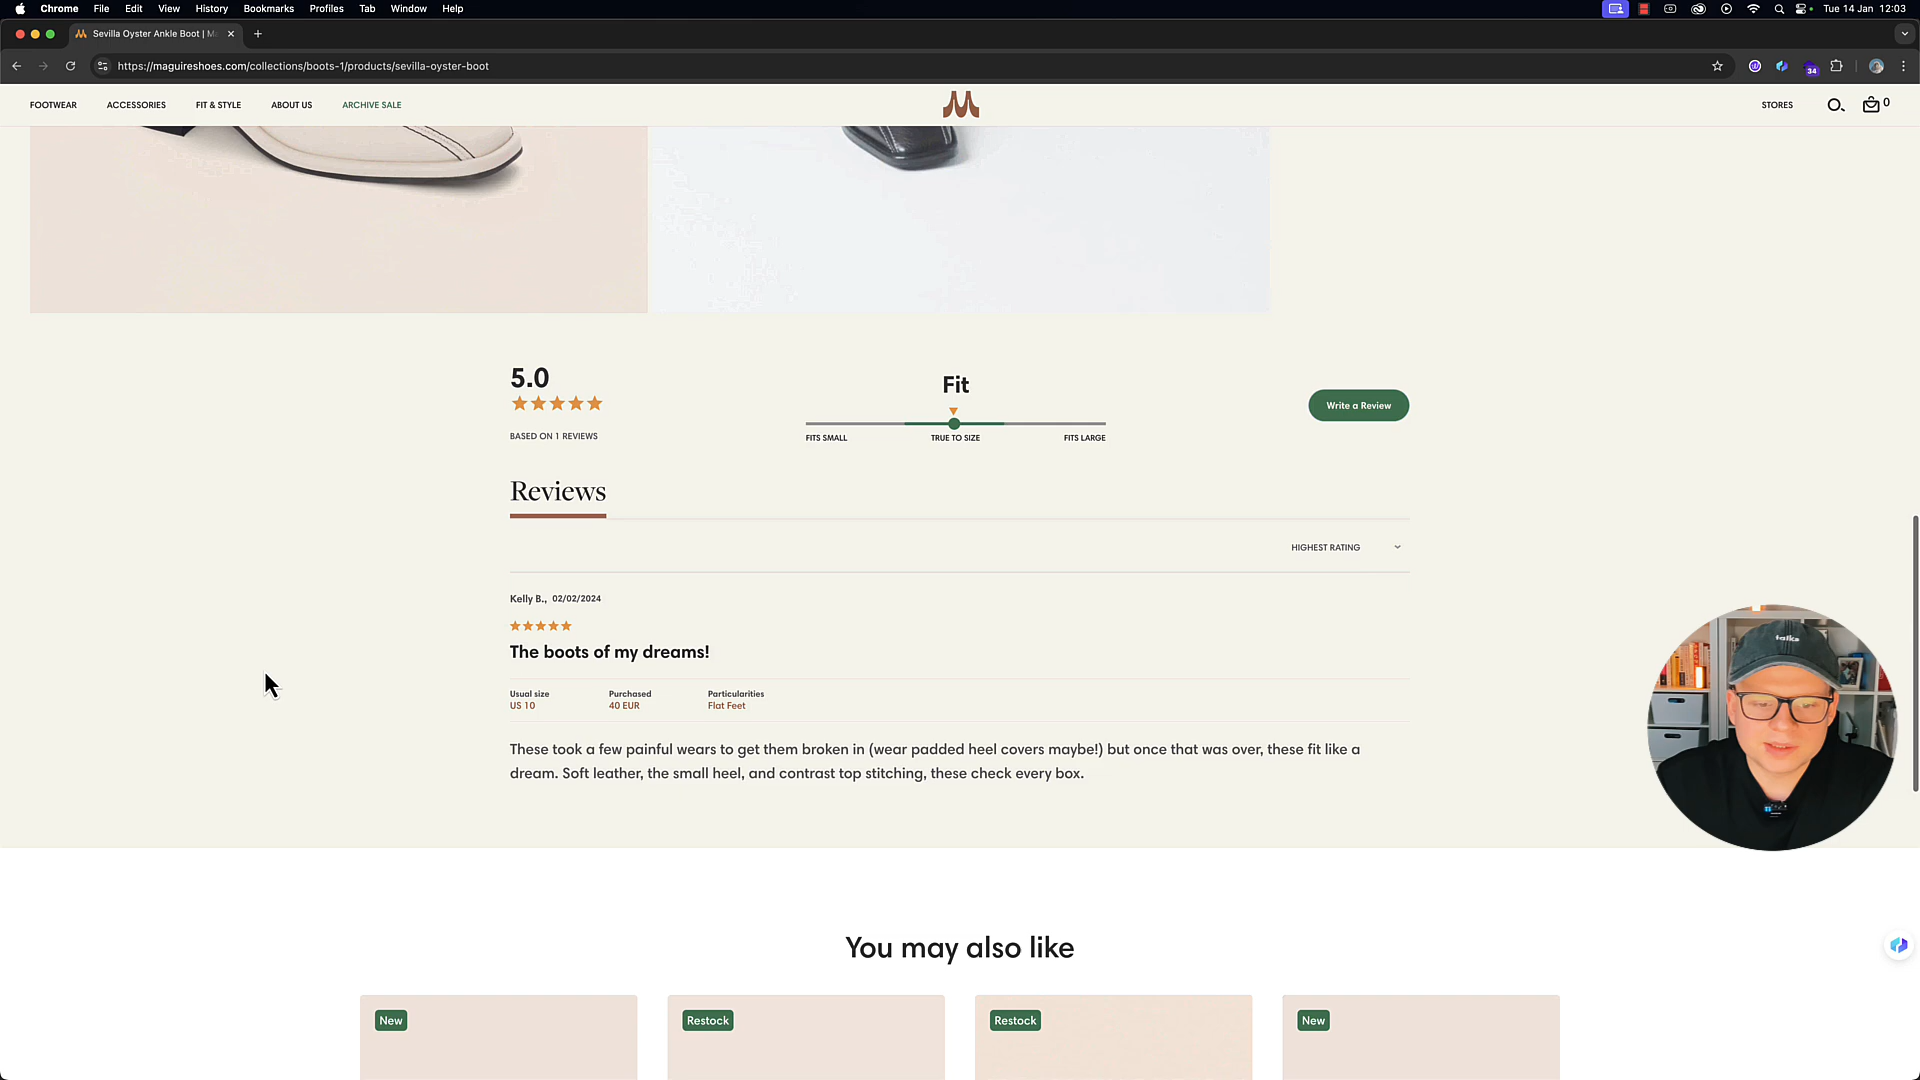 Chrome File Edit View History Bookmarks Profiles Tab Window Help Tue 14 Jan 12:03
Sevilla Oyster Ankle Boot | M
https://maguireshoes.com/collections/boots-1/products/sevilla-oyster-boot
34
FOOTWEAR ACCESSORIES FIT & STYLE ABOUT US ARCHIVE SALE STORES 0
5.0
BASED ON 1 REVIEWS
Fit
FITS SMALL TRUE TO SIZE FITS LARGE
Write a Review
Reviews
HIGHEST RATING
Kelly B., 02/02/2024
The boots of my dreams!
Usual size Purchased Particularities
US 10 40 EUR Flat Feet
These took a few painful wears to get them broken in (wear padded heel covers maybe!) but once that was over, these fit like a
dream. Soft leather, the small heel, and contrast top stitching, these check every box.
You may also like
New Restock Restock New